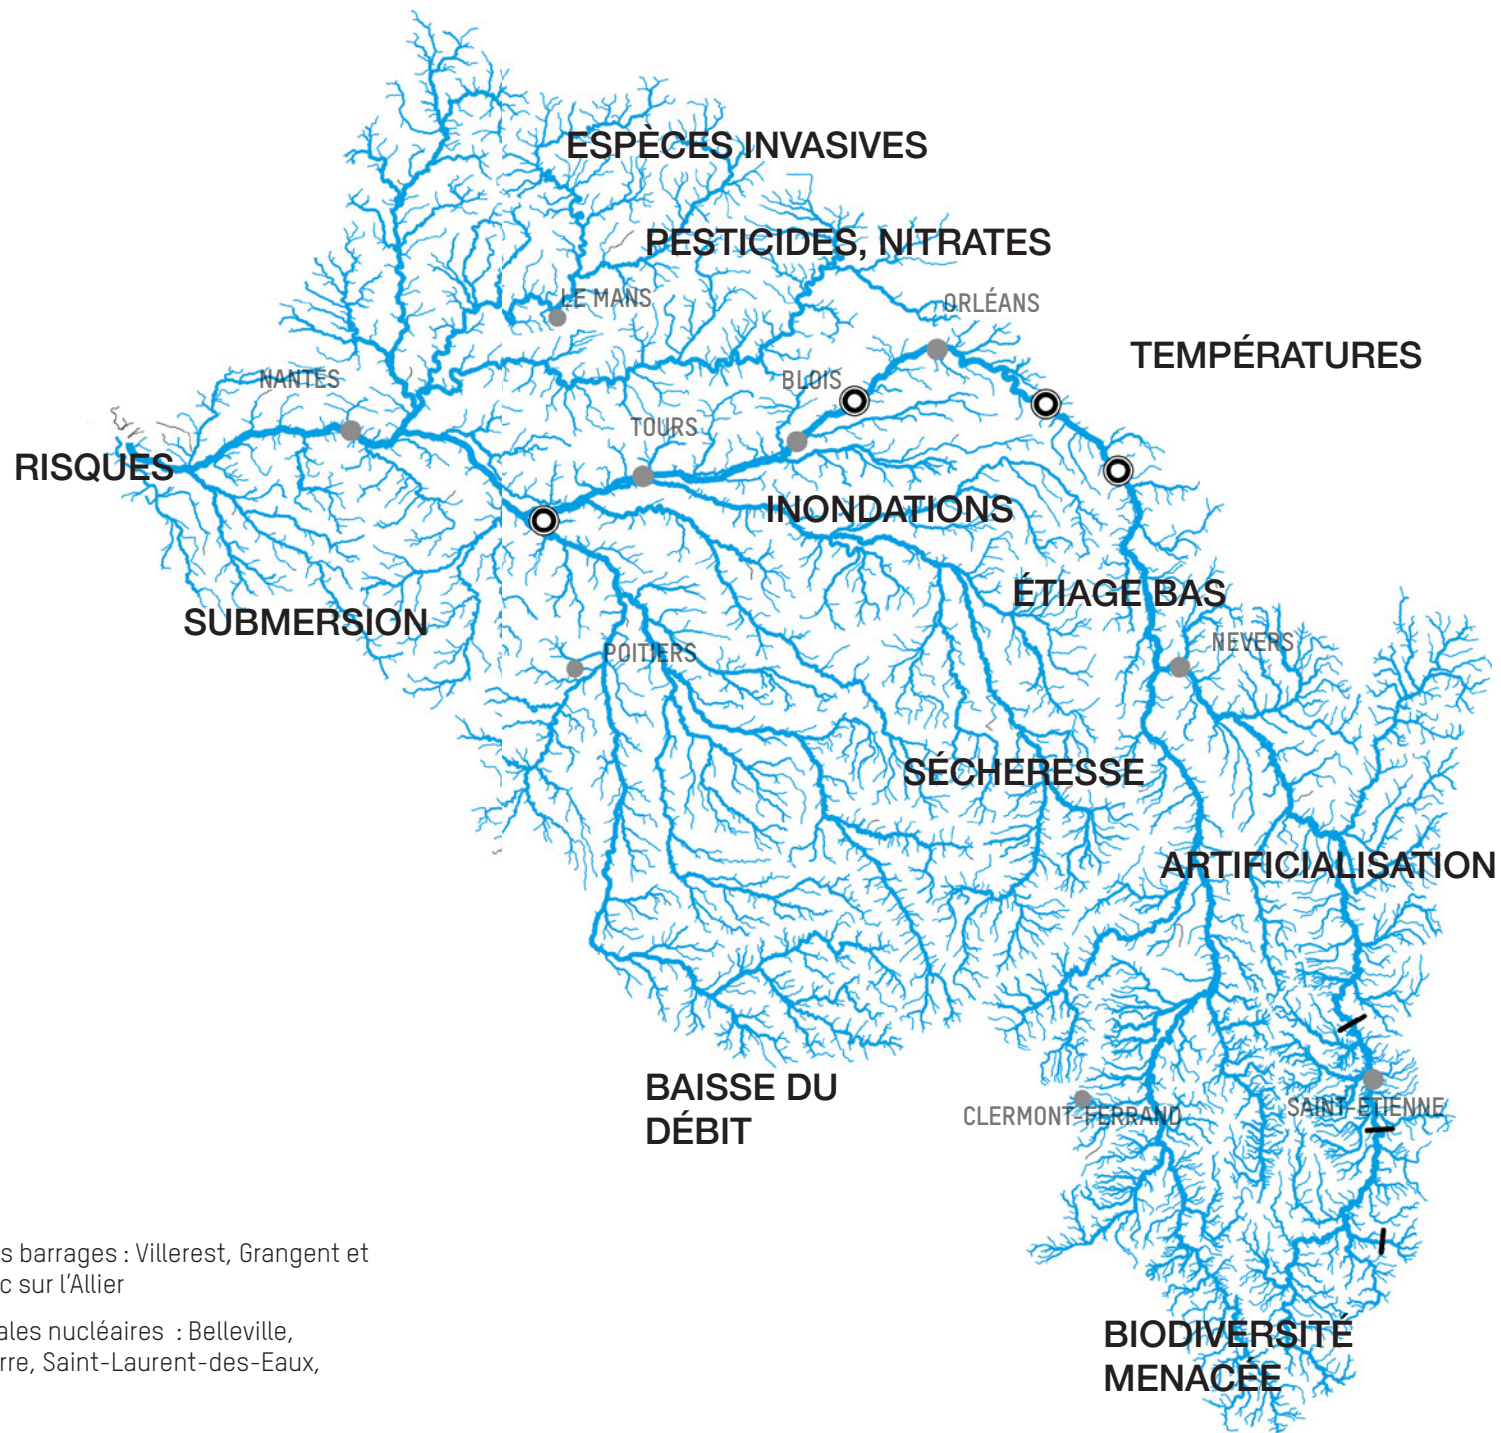 ESPÈCES INVASIVES
PESTICIDES, NITRATES
LE MANS
ORLÉANS
TEMPÉRATURES
NANTES
BLOIS
TOURS
RISQUES
INONDATIONS
ÉTIAGE BAS
SUBMERSION
NEVERS
POITIERS
SÉCHERESSE
ARTIFICIALISATION
BAISSE DU
DÉBIT
CLERMONT-FERRAND
SAINT-ETIENNE
s barrages : Villerest, Grangent et
c sur l'Allier
ales nucléaires : Belleville,
rre, Saint-Laurent-des-Eaux,
BIODIVERSITÉ
MENACÉE